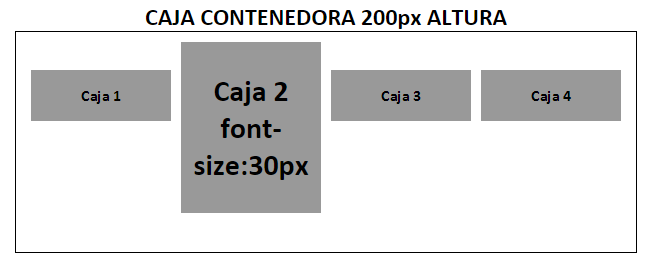 CAJA CONTENEDORA 200px ALTURA
Caja 1
Caja 2
font-
size:30px
Caja 3
Caja 4